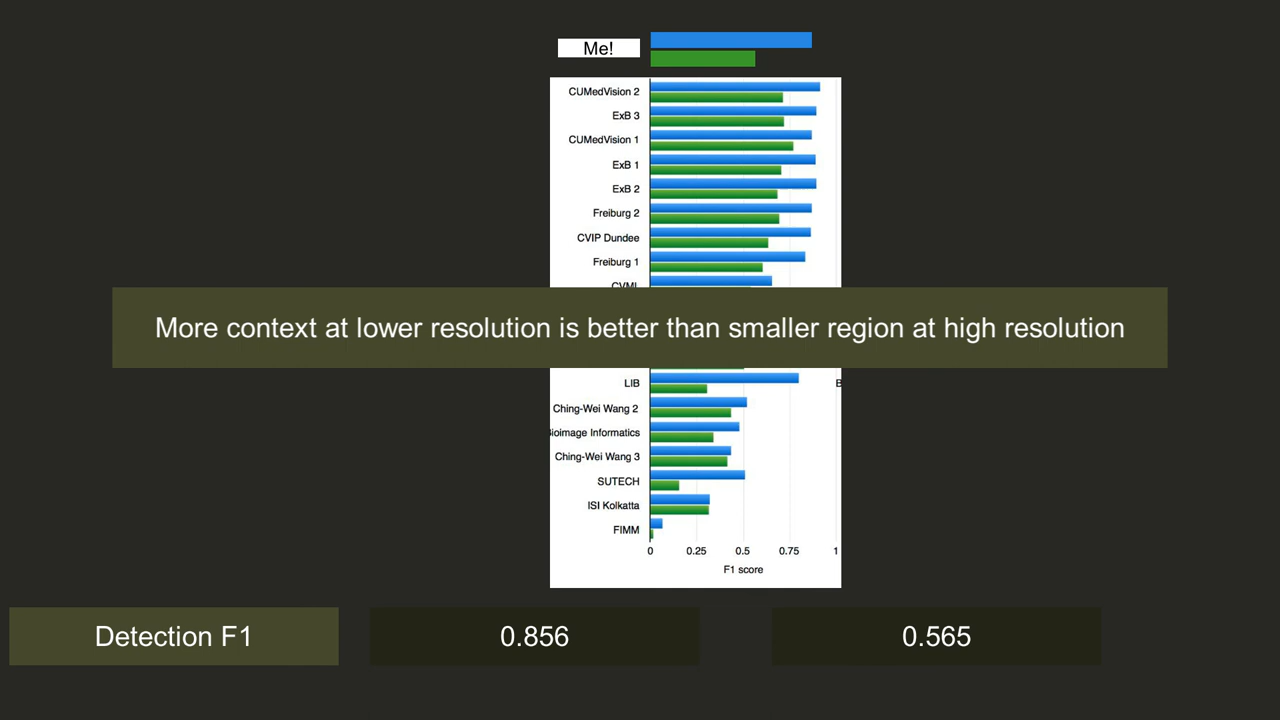 Me!
CUMedVision 2
ExB 3
CUMedVision 1
ExB 1
ExB 2
Freiburg 2
CVIP Dundee
Freiburg 1
CVML
More context at lower resolution is better than smaller region at high resolution
LIB
B
Ching-Wei Wang 2
Bioimage Informatics
Ching-Wei Wang 3
SUTECH
ISI Kolkatta
FIMM
0 0.25 0.5 0.75 1
F1 score
Detection F1 0.856 0.565